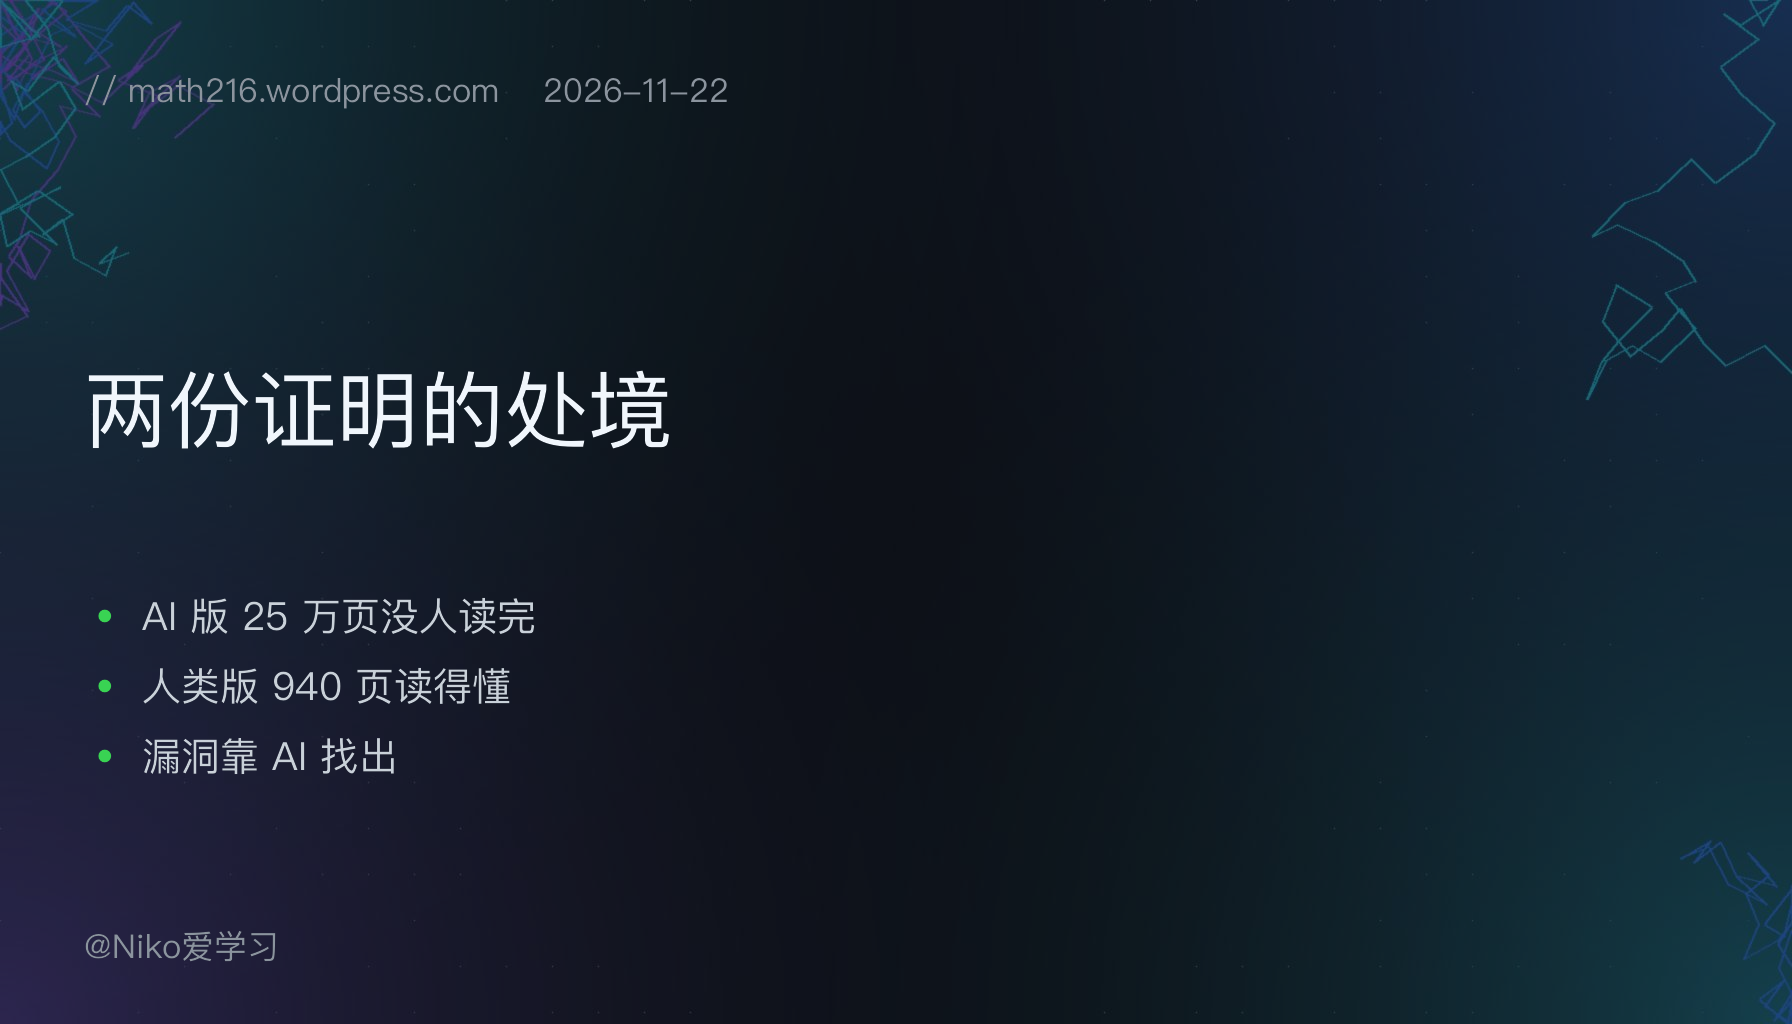 // math216.wordpress.com 2026-11-22
两份证明的处境
• AI 版 25 万页没人读完
• 人类版 940 页读得懂
• 漏洞靠 AI 找出
@Niko爱学习